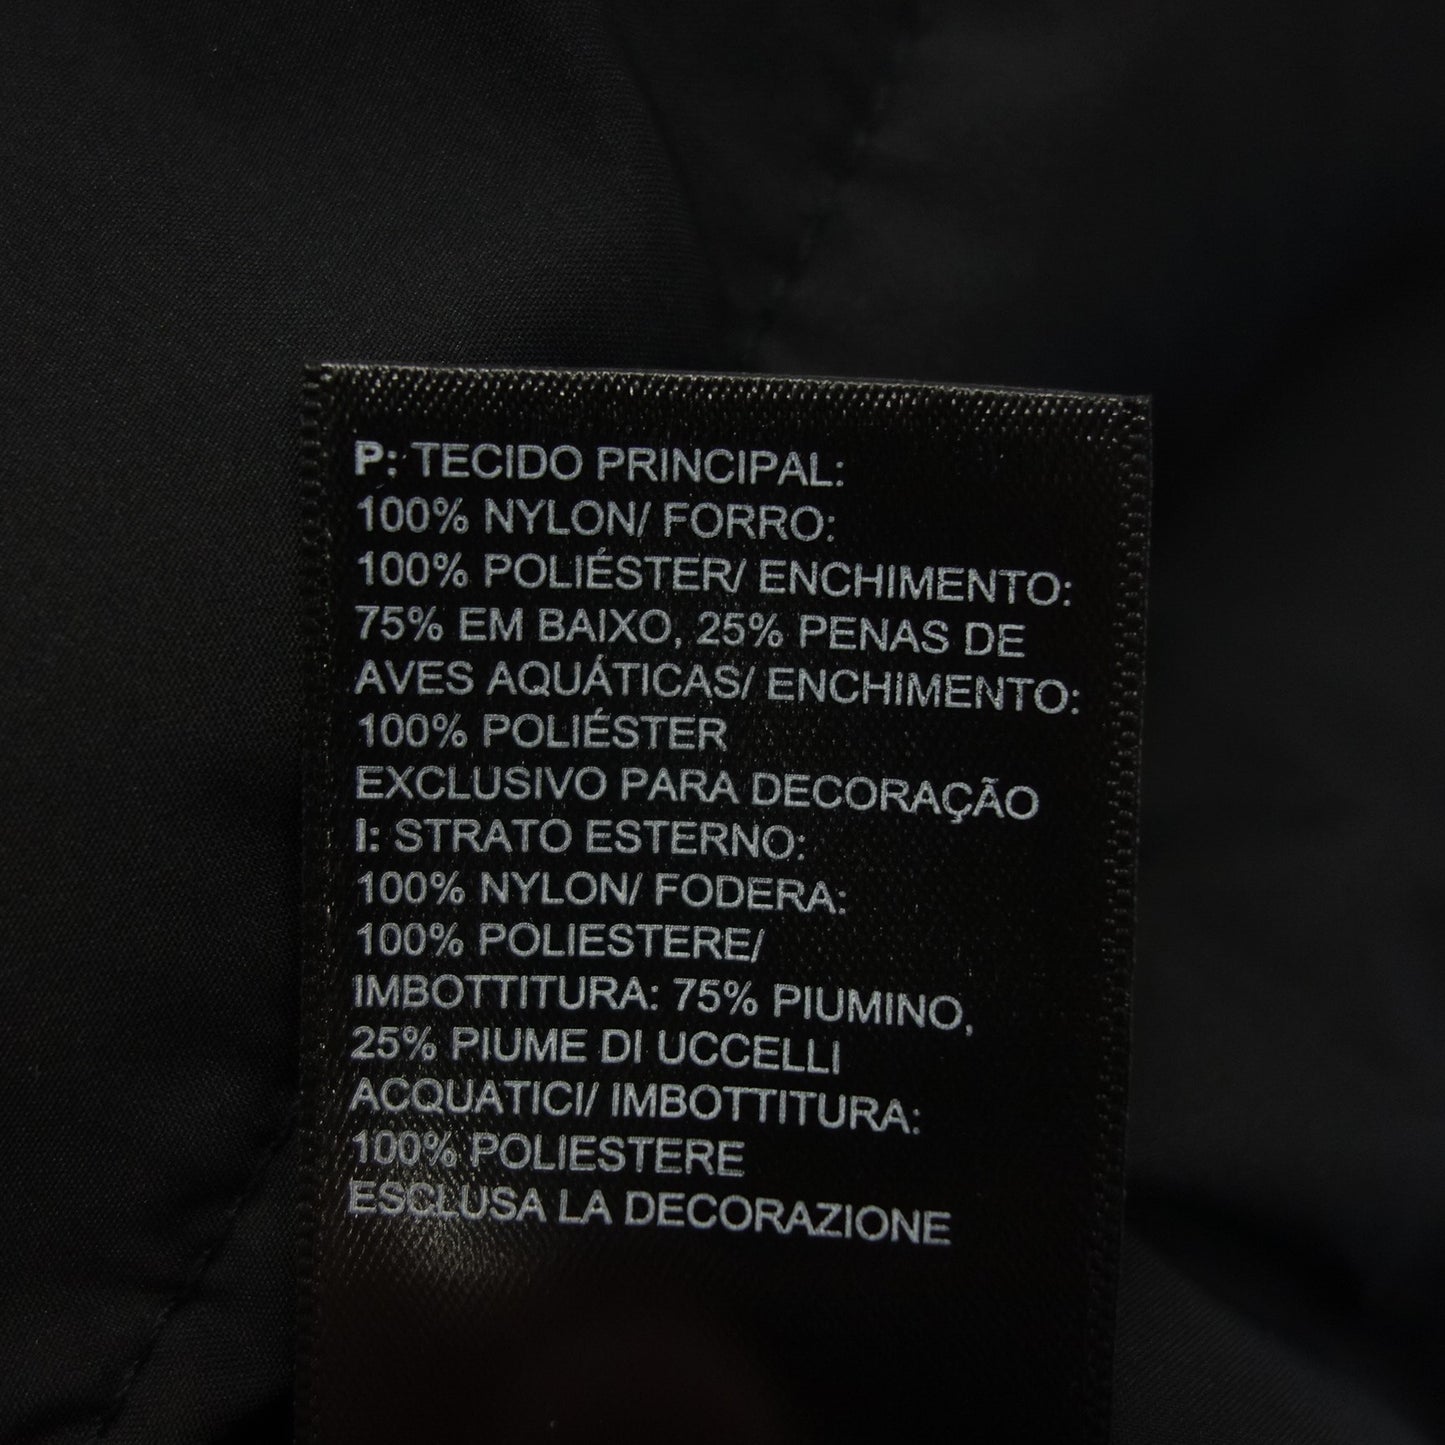 P: TECIDO PRINCIPAL:
100% NYLON/ FORRO:
100% POLIÉSTER/ ENCHIMENTO:
75% EM BAIXO, 25% PENAS DE
AVES AQUÁTICAS/ ENCHIMENTO:
100% POLIÉSTER
EXCLUSIVO PARA DECORAÇÃO
I: STRATO ESTERNO:
100% NYLON/ FODERA:
100% POLIESTERE/
IMBOTTITURA: 75% PIUMINO,
25% PIUME DI UCCELLI
ACQUATICI/ IMBOTTITURA:
100% POLIESTERE
ESCLUSA LA DECORAZIONE